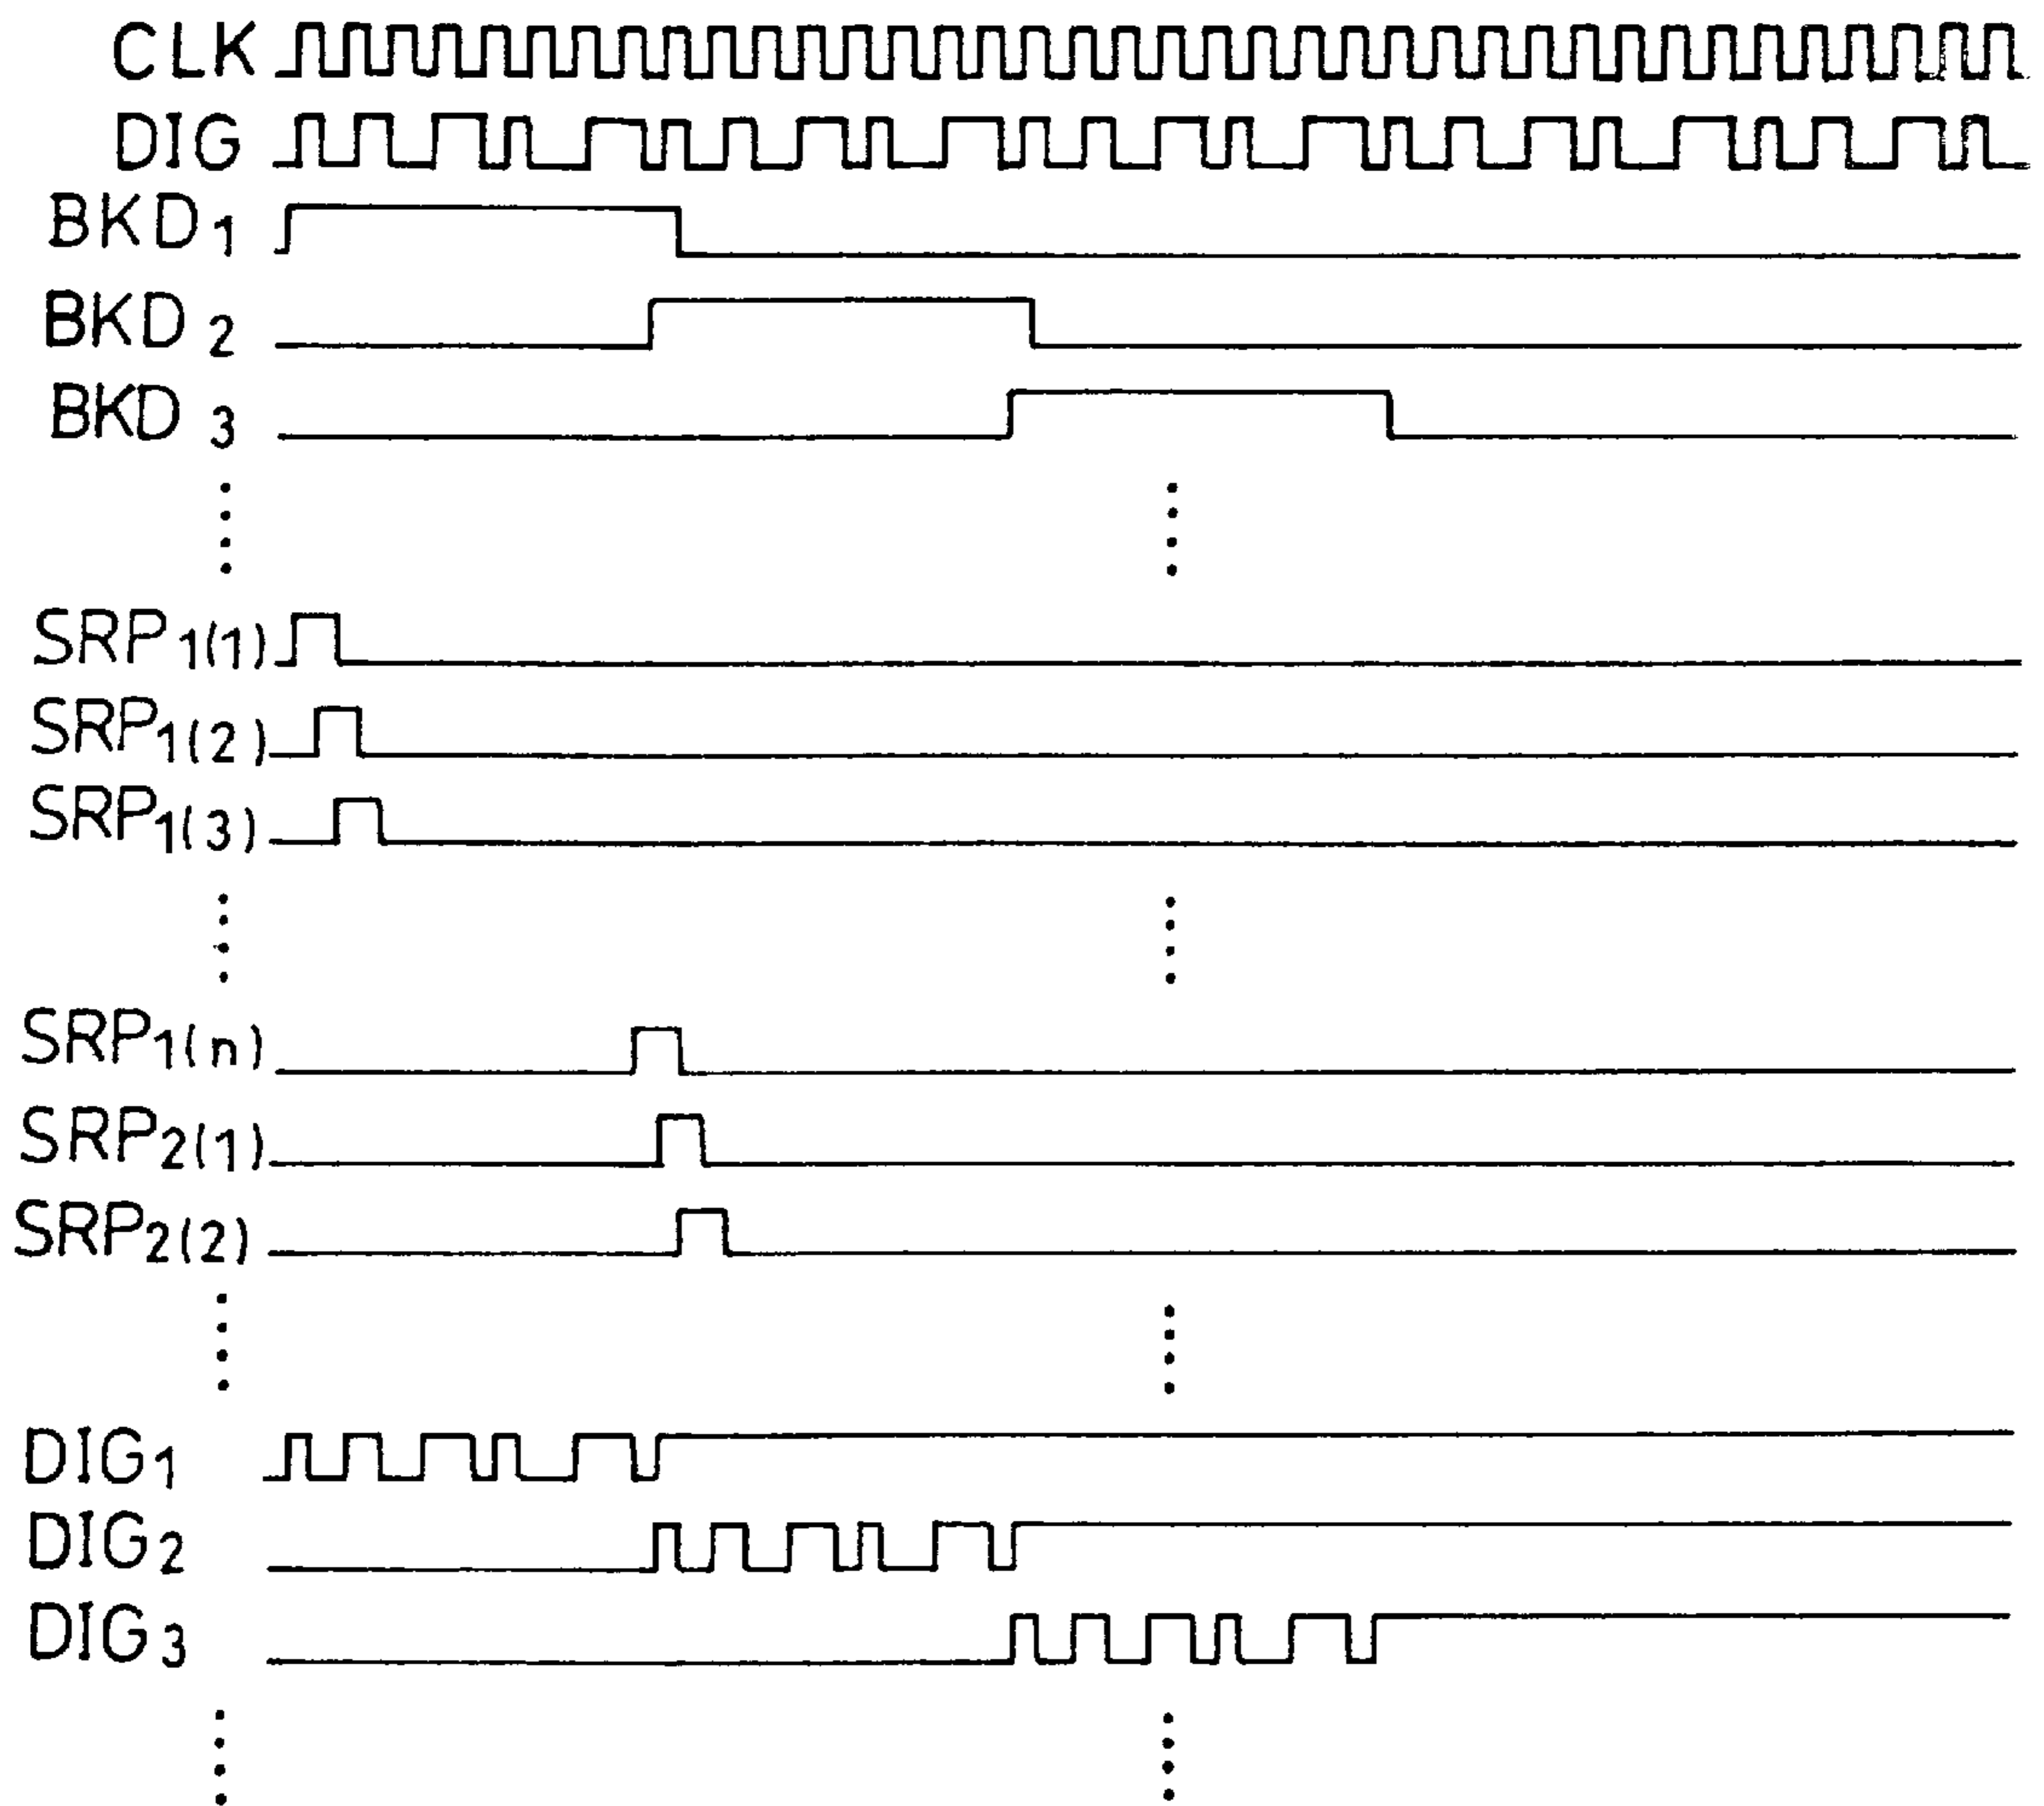 CLK
DIG
BKD1
BKD2
BKD3
SRP1(1)
SRP1(2)
SRP1(3)
SRP1(n)
SRP2(1)
SRP2(2)
DIG1
DIG2
DIG3